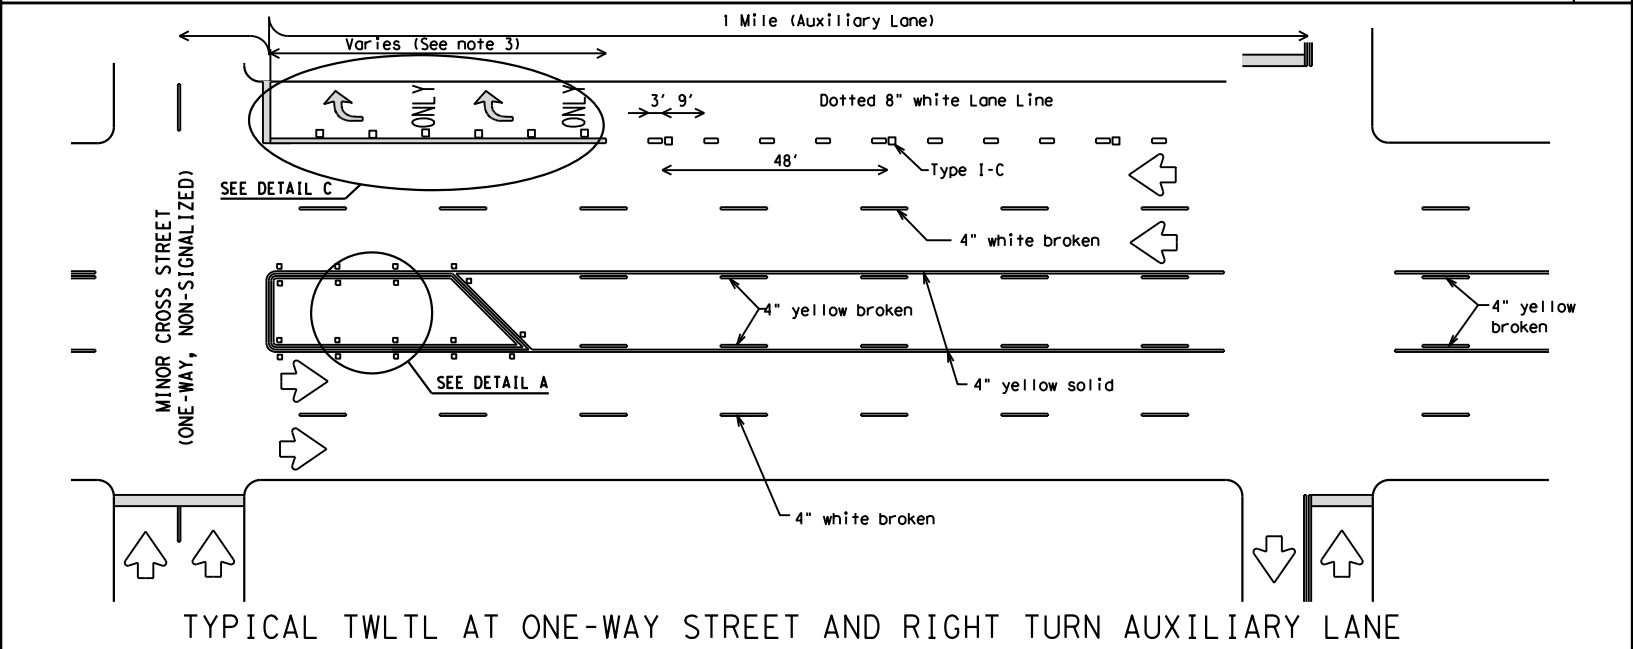 1 Mile (Auxiliary Lane)
Varies (See note 3)
ONLY
ONLY
3' 9'
Dotted 8" white Lane Line
48'
Type I-C
SEE DETAIL C
4" white broken
MINOR CROSS STREET
(ONE-WAY, NON-SIGNALIZED)
4" yellow broken
4" yellow
broken
SEE DETAIL A
4" yellow solid
4" white broken
TYPICAL TWLTL AT ONE-WAY STREET AND RIGHT TURN AUXILIARY LANE